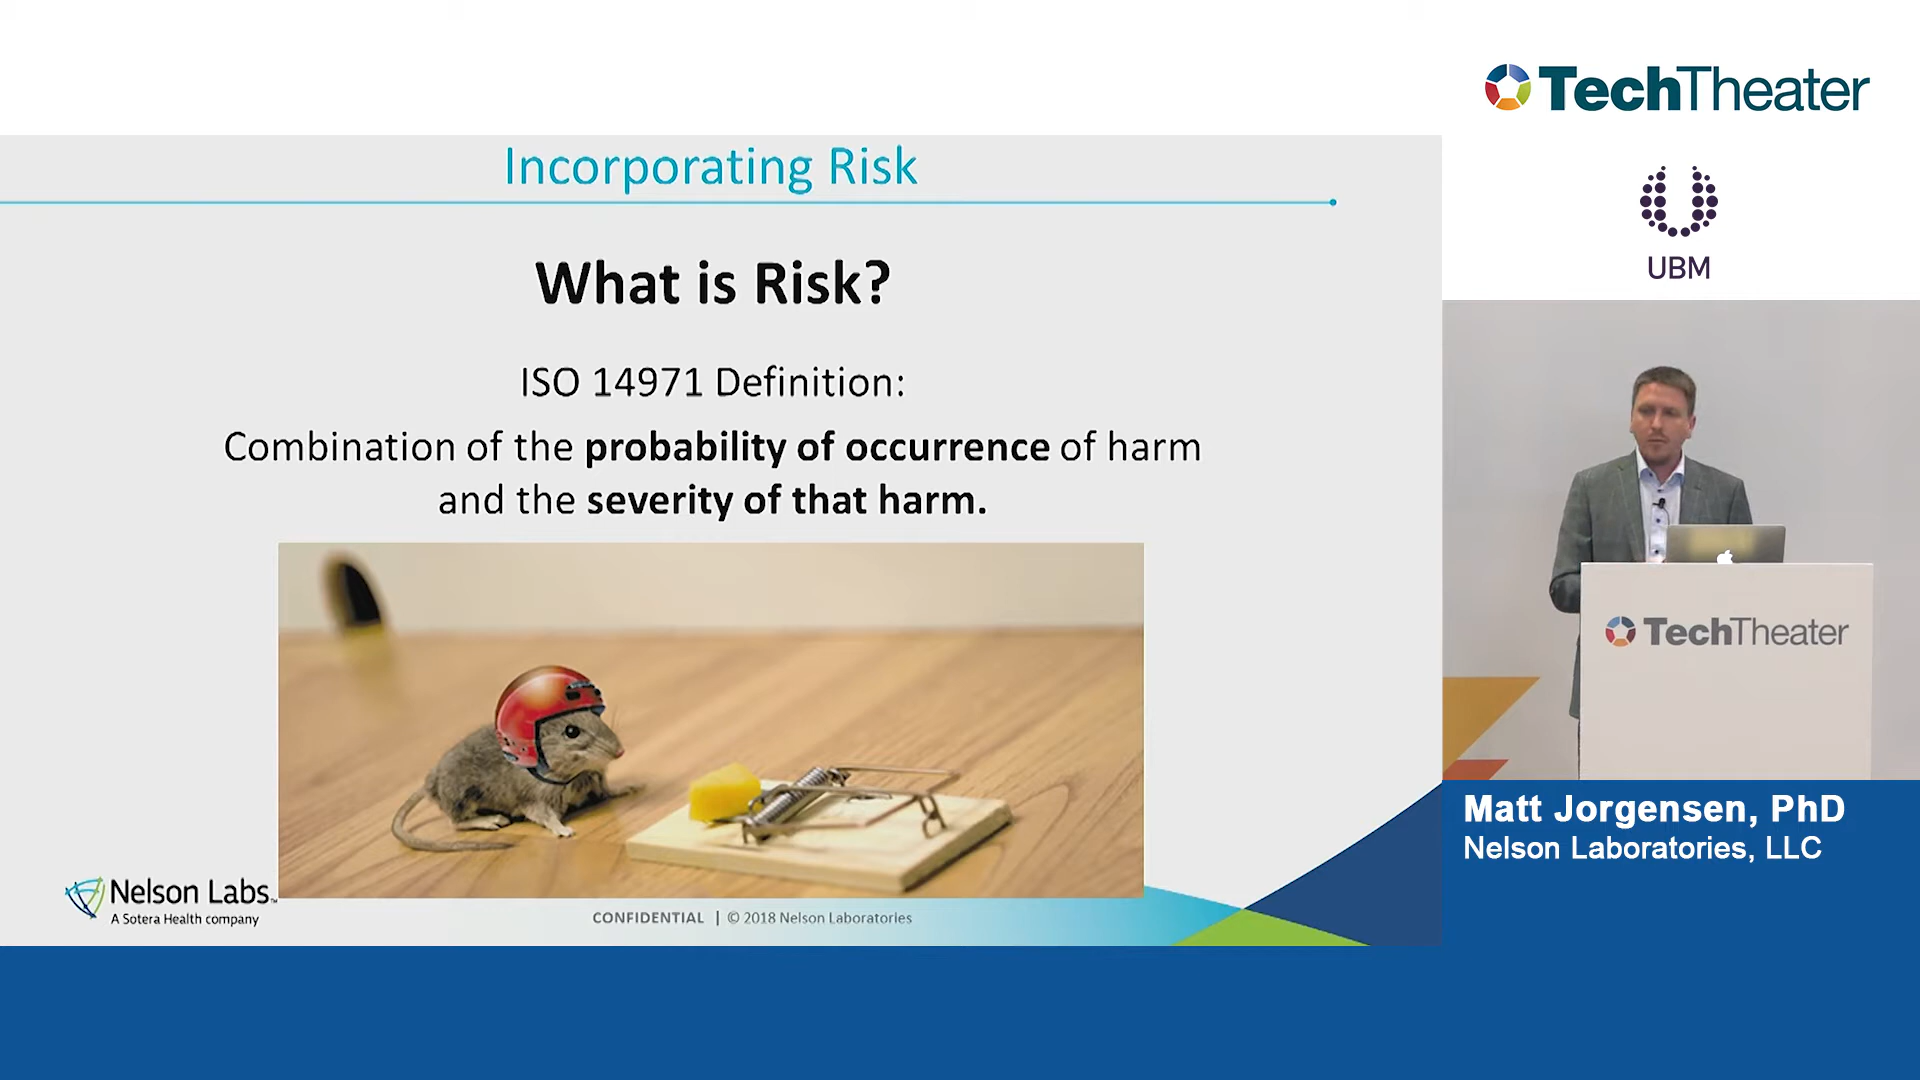 TechTheater
UBM
Incorporating Risk
What is Risk?
ISO 14971 Definition:
Combination of the probability of occurrence of harm
and the severity of that harm.
Nelson Labs™
A Sotera Health company
CONFIDENTIAL | © 2018 Nelson Laboratories
TechTheater
Matt Jorgensen, PhD
Nelson Laboratories, LLC